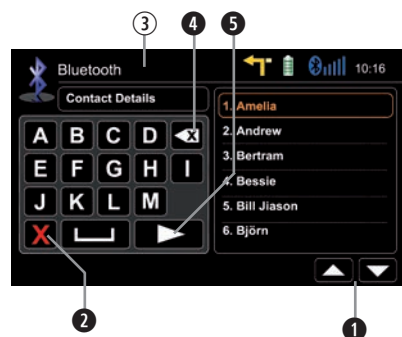 ③ ④ ⑤
Bluetooth 10:16
Contact Details
A B C D
E F G H I
J K L M
X
1. Amelia
2. Andrew
3. Bertram
4. Bessie
5. Bill Jiason
6. Björn
② ①